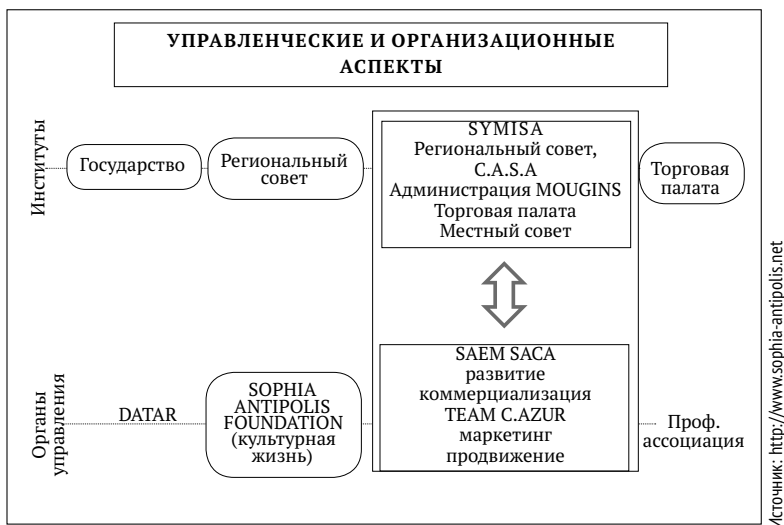 УПРАВЛЕНЧЕСКИЕ И ОРГАНИЗАЦИОННЫЕ
АСПЕКТЫ
Институты
Государство
Региональный
совет
SYMISA
Региональный совет,
C.A.S.A
Администрация MOUGINS
Торговая палата
Местный совет
Торговая
палата
Органы
управления
DATAR
SOPHIA
ANTIPOLIS
FOUNDATION
(культурная
жизнь)
SAEM SACA
развитие
коммерциализация
TEAM C.AZUR
маркетинг
продвижение
Проф.
ассоциация
Источник: http://www.sophia-antipolis.net